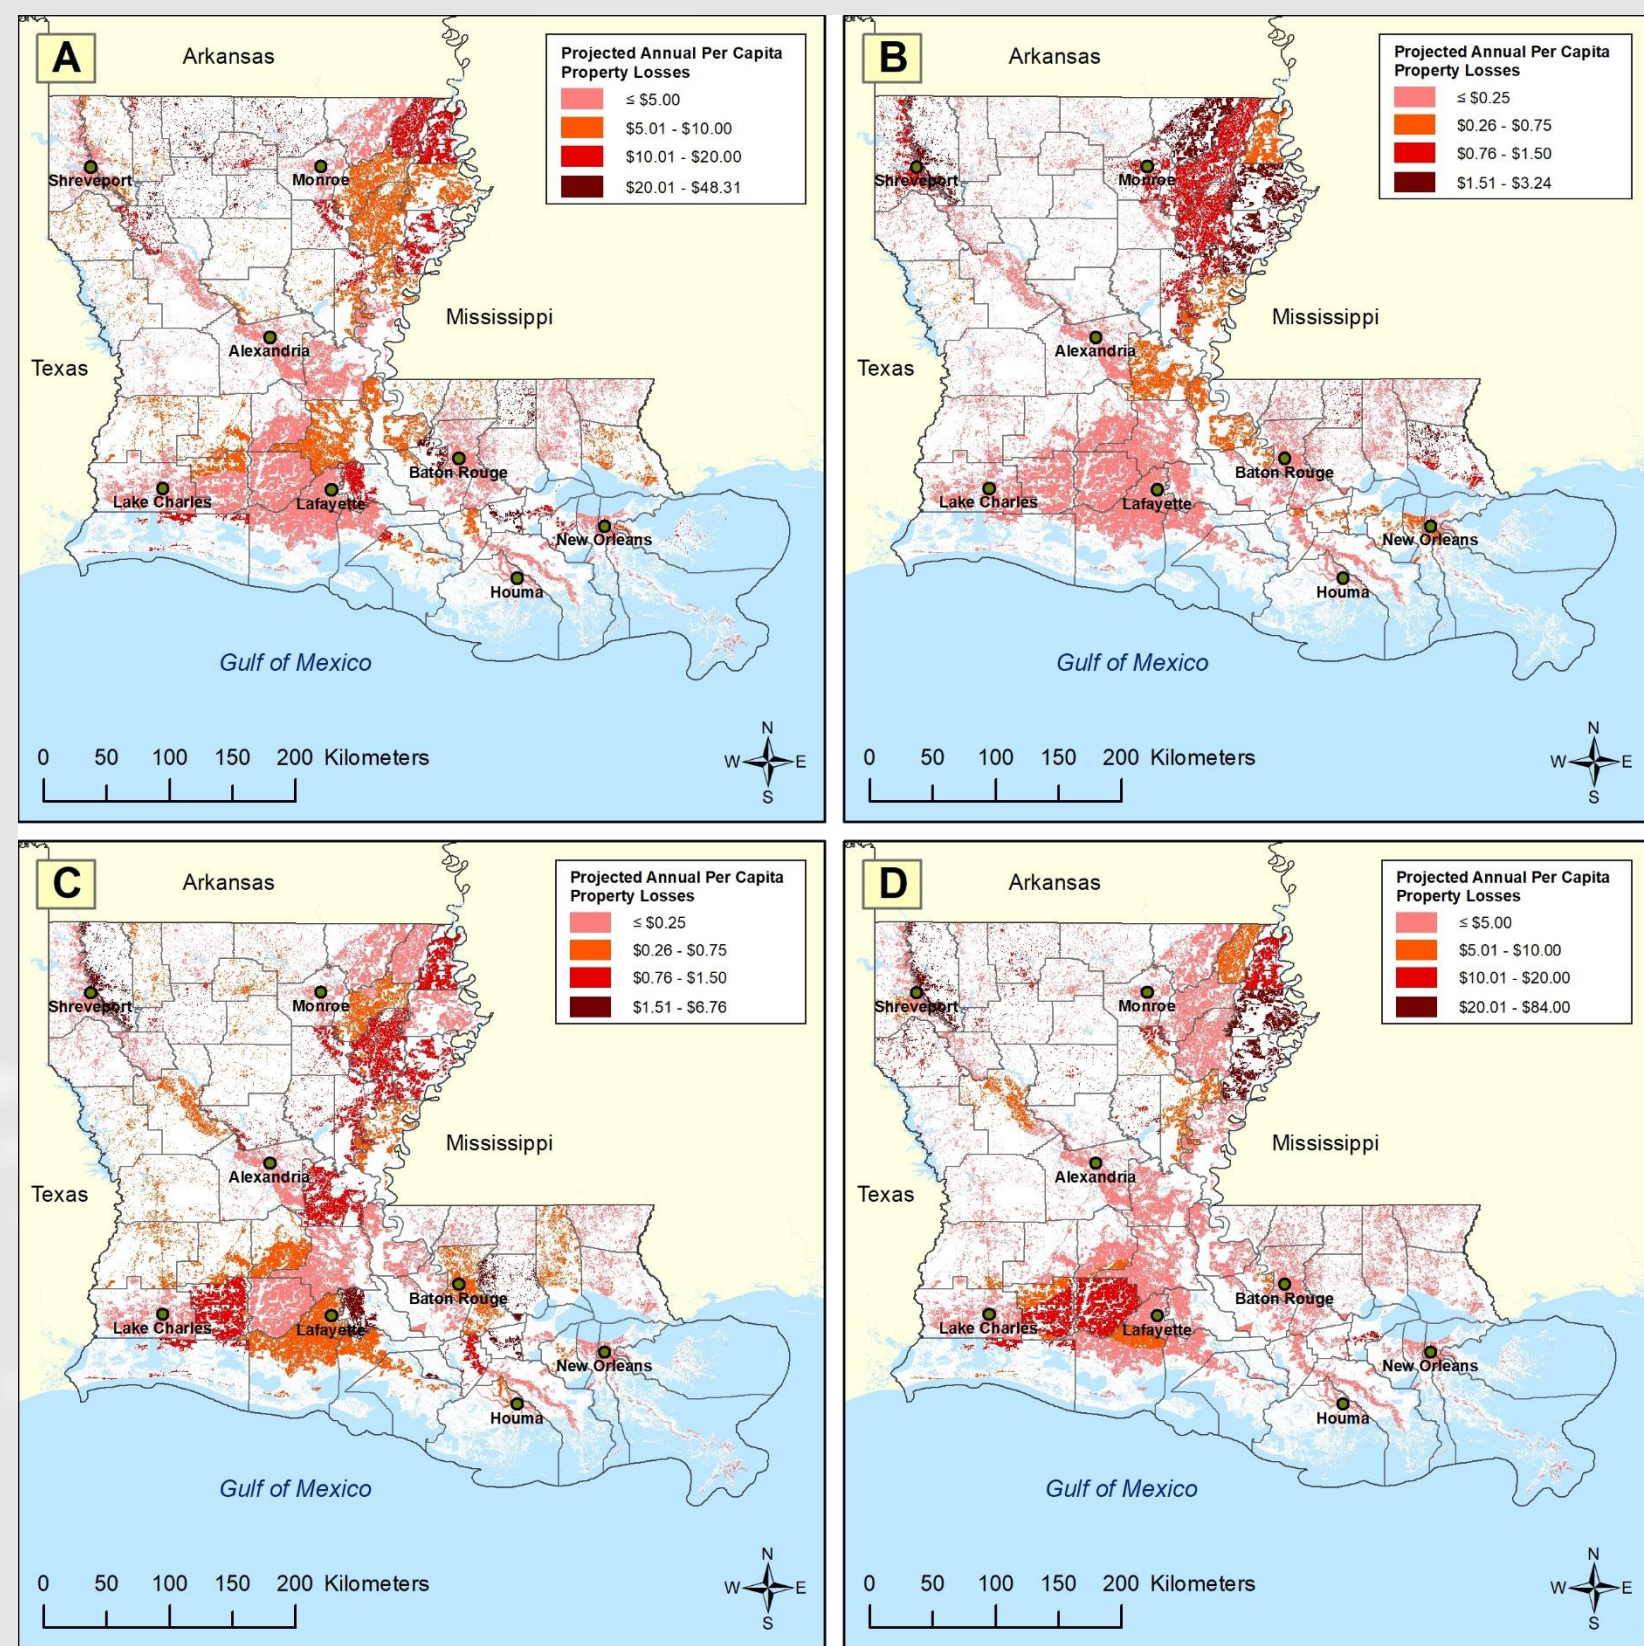 A
Arkansas
Projected Annual Per Capita
Property Losses
≤ $5.00
$5.01 - $10.00
$10.01 - $20.00
$20.01 - $48.31
Shreveport
Monroe
Mississippi
Alexandria
Texas
Baton Rouge
Lake Charles
Lafayette
New Orleans
Houma
Gulf of Mexico
N
W E
S
0 50 100 150 200 Kilometers
B
Arkansas
Projected Annual Per Capita
Property Losses
≤ $0.25
$0.26 - $0.75
$0.76 - $1.50
$1.51 - $3.24
Shreveport
Monroe
Mississippi
Alexandria
Texas
Baton Rouge
Lake Charles
Lafayette
New Orleans
Houma
Gulf of Mexico
N
W E
S
0 50 100 150 200 Kilometers
C
Arkansas
Projected Annual Per Capita
Property Losses
≤ $0.25
$0.26 - $0.75
$0.76 - $1.50
$1.51 - $6.76
Shreveport
Monroe
Mississippi
Alexandria
Texas
Baton Rouge
Lake Charles
Lafayette
New Orleans
Houma
Gulf of Mexico
N
W E
S
0 50 100 150 200 Kilometers
D
Arkansas
Projected Annual Per Capita
Property Losses
≤ $5.00
$5.01 - $10.00
$10.01 - $20.00
$20.01 - $84.00
Shreveport
Monroe
Mississippi
Alexandria
Texas
Baton Rouge
Lake Charles
Lafayette
New Orleans
Houma
Gulf of Mexico
N
W E
S
0 50 100 150 200 Kilometers